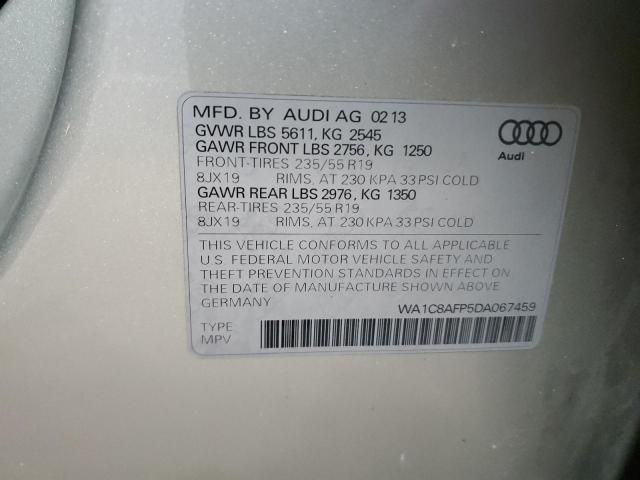 MFD. BY AUDI AG 02 13
GVWR LBS 5611, KG 2545
GAWR FRONT LBS 2756, KG 1250
FRONT-TIRES 235/55 R19
8JX19 RIMS, AT 230 KPA 33 PSI COLD
GAWR REAR LBS 2976, KG 1350
REAR-TIRES 235/55 R19
8JX19 RIMS, AT 230 KPA 33 PSI COLD
Audi
THIS VEHICLE CONFORMS TO ALL APPLICABLE
U.S. FEDERAL MOTOR VEHICLE SAFETY AND
THEFT PREVENTION STANDARDS IN EFFECT ON
THE DATE OF MANUFACTURE SHOWN ABOVE.
GERMANY
WA1C8AFP5DA067459
TYPE
MPV